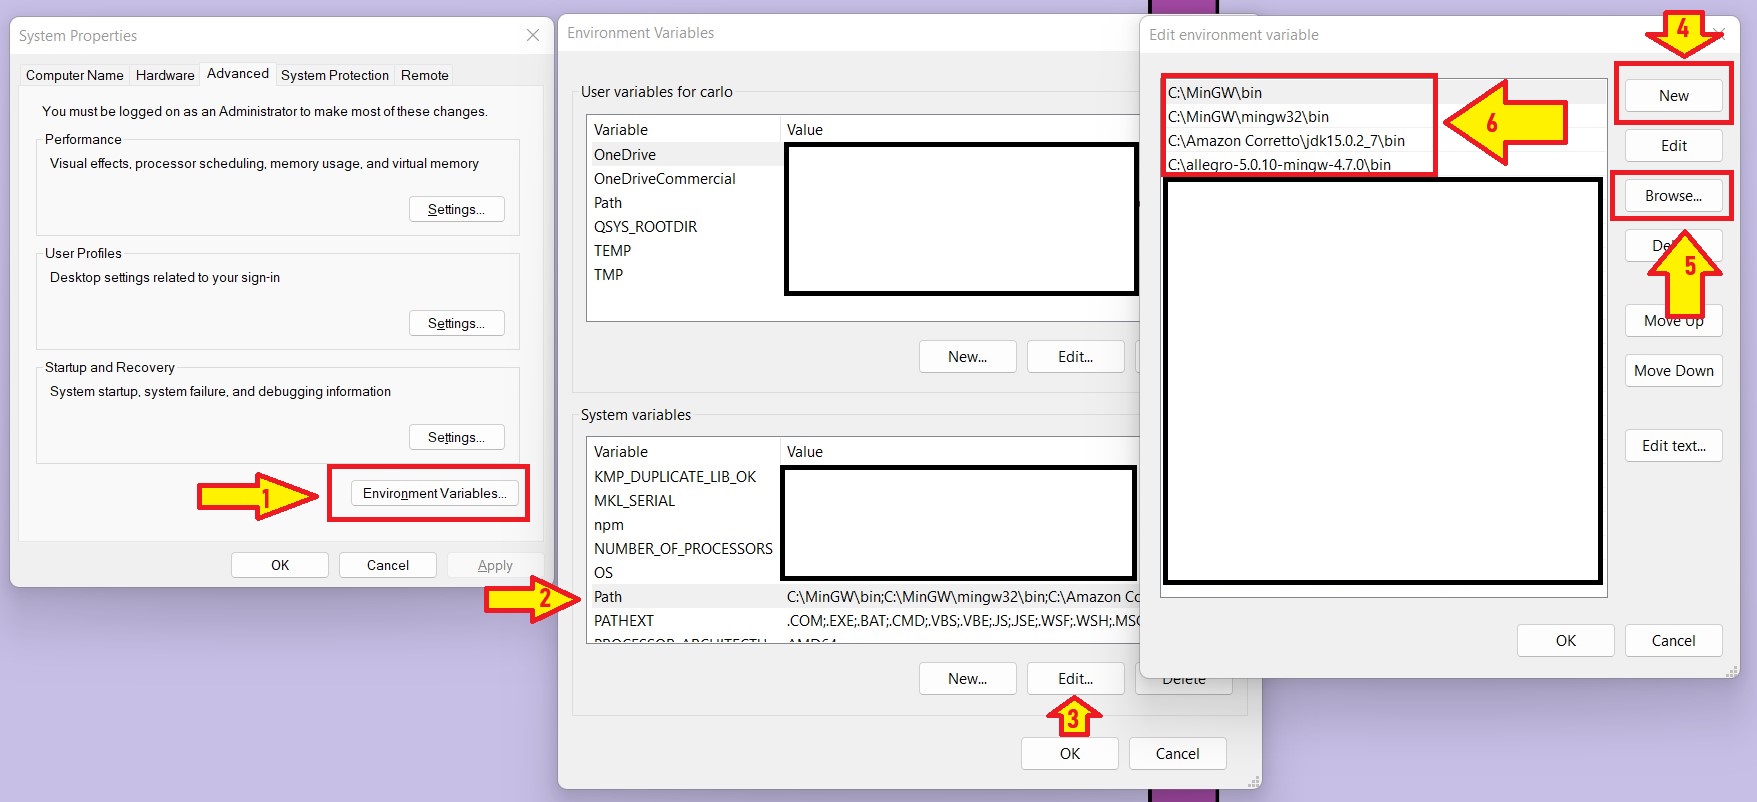 System Properties
Computer Name
Hardware
Advanced
System Protection
Remote
You must be logged on as an Administrator to make most of these changes.
Performance
Visual effects, processor scheduling, memory usage, and virtual memory
Settings...
User Profiles
Desktop settings related to your sign-in
Settings...
Startup and Recovery
System startup, system failure, and debugging information
Settings...
1
Environment Variables...
OK
Cancel
Apply
Environment Variables
User variables for carlo
Variable
Value
OneDrive
OneDriveCommercial
Path
QSYS_ROOTDIR
TEMP
TMP
New...
Edit...
System variables
Variable
Value
KMP_DUPLICATE_LIB_OK
MKL_SERIAL
npm
NUMBER_OF_PROCESSORS
OS
2
Path
C:\MinGW\bin;C:\MinGW\mingw32\bin;C:\Amazon Co
PATHEXT
.COM;.EXE;.BAT;.CMD;.VBS;.VBE;.JS;.JSE;.WSF;.WSH;.MSC
New...
Edit...
Delete
3
OK
Cancel
Edit environment variable
4
C:\MinGW\bin
C:\MinGW\mingw32\bin
C:\Amazon Corretto\jdk15.0.2_7\bin
C:\allegro-5.0.10-mingw-4.7.0\bin
6
New
Edit
Browse...
5
Move Up
Move Down
Edit text...
OK
Cancel